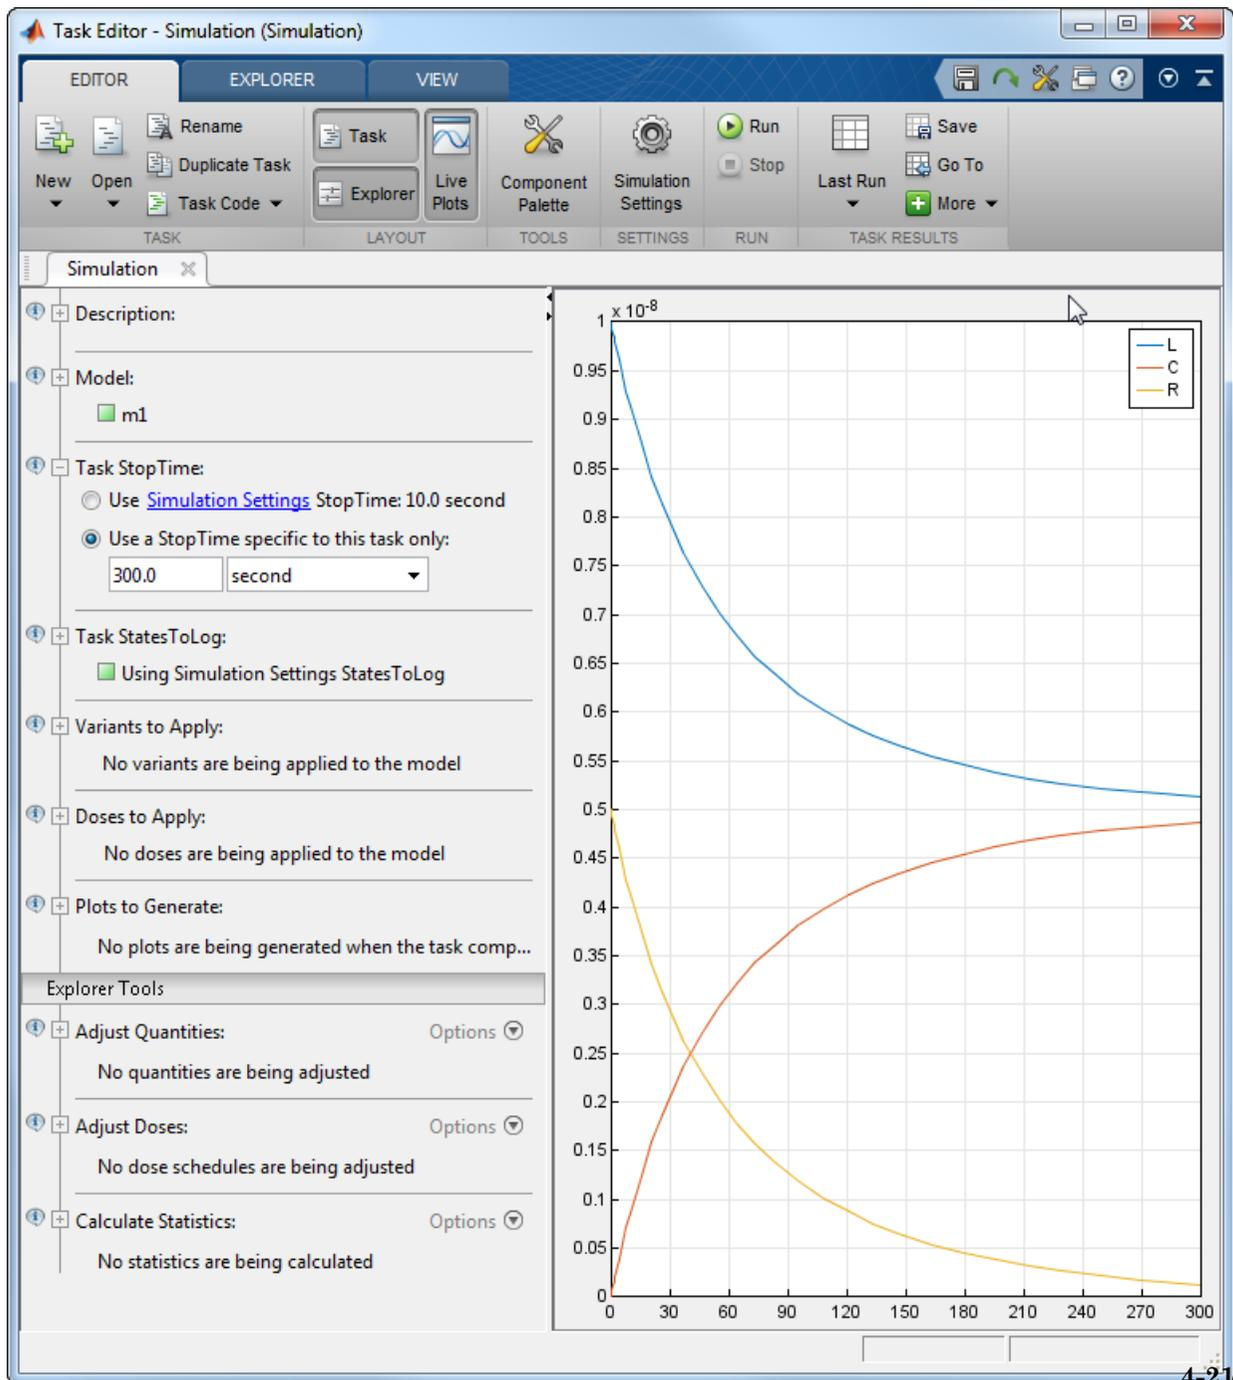 Task Editor - Simulation (Simulation)
EDITOR EXPLORER VIEW
New
Open
Rename
Duplicate Task
Task Code
TASK
Task
Explorer
Live
Plots
LAYOUT
Component
Palette
TOOLS
Simulation
Settings
SETTINGS
Run
Stop
RUN
Last Run
Save
Go To
More
TASK RESULTS
Simulation
Description:
Model:
m1
Task StopTime:
Use Simulation Settings StopTime: 10.0 second
Use a StopTime specific to this task only:
300.0 second
Task StatesToLog:
Using Simulation Settings StatesToLog
Variants to Apply:
No variants are being applied to the model
Doses to Apply:
No doses are being applied to the model
Plots to Generate:
No plots are being generated when the task comp...
Explorer Tools
Adjust Quantities: Options
No quantities are being adjusted
Adjust Doses: Options
No dose schedules are being adjusted
Calculate Statistics: Options
No statistics are being calculated
x 10-8
1
0.95
0.9
0.85
0.8
0.75
0.7
0.65
0.6
0.55
0.5
0.45
0.4
0.35
0.3
0.25
0.2
0.15
0.1
0.05
0
0 30 60 90 120 150 180 210 240 270 300
L
C
R
4-21